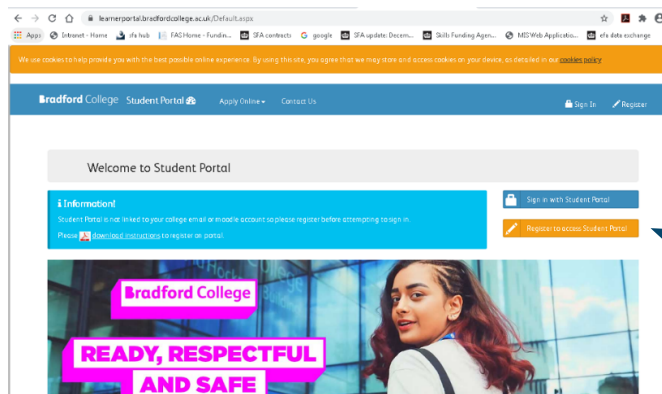 learnerportal.bradfordcollege.ac.uk/Default.aspx
Apps Intranet - Home sfa hub FAS Home - Fundin... SFA contracts google SFA update: Decem... Skills Funding Agen... MIS Web Applicatio... efa data exchange
We use cookies to help provide you with the best possible online experience. By using this site, you agree that we may store and access cookies on your device, as detailed in our cookies policy
Bradford College Student Portal Apply Online Contact Us Sign In Register
Welcome to Student Portal
i Information!
Student Portal is not linked to your college email or moodle account so please register before attempting to sign in.
Please download instructions to register on portal.
Sign in with Student Portal
Register to access Student Portal
Bradford College
READY, RESPECTFUL
AND SAFE